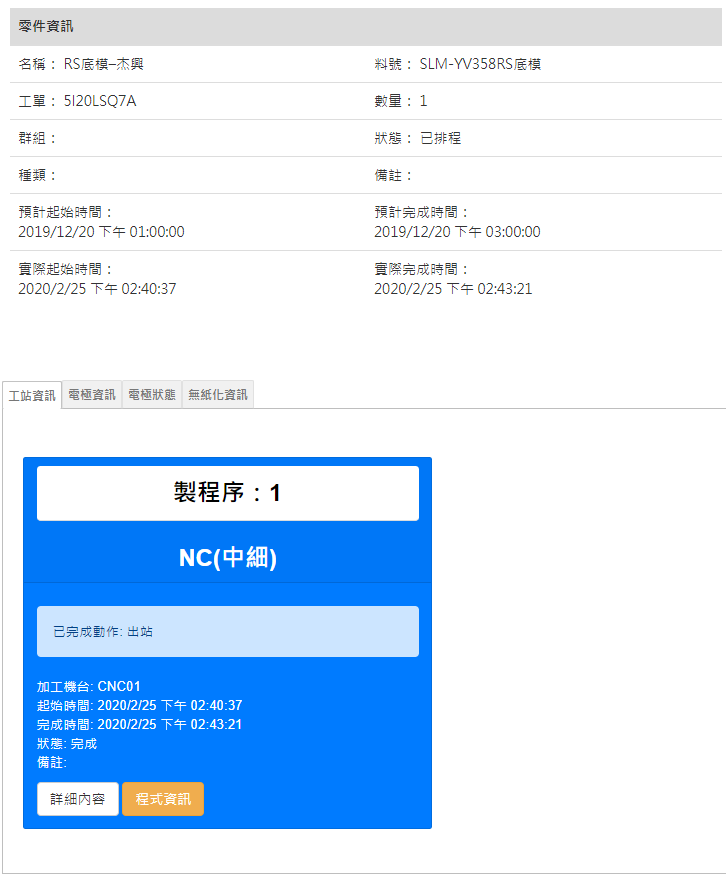 零件資訊
名稱： RS底模–杰興
料號： SLM-YV358RS底模
工單： 5I20LSQ7A
數量： 1
群組：
狀態： 已排程
種類：
備註：
預計起始時間：
2019/12/20 下午 01:00:00
預計完成時間：
2019/12/20 下午 03:00:00
實際起始時間：
2020/2/25 下午 02:40:37
實際完成時間：
2020/2/25 下午 02:43:21
工站資訊
電極資訊
電極狀態
無紙化資訊
製程序：1
NC(中細)
已完成動作: 出站
加工機台: CNC01
起始時間: 2020/2/25 下午 02:40:37
完成時間: 2020/2/25 下午 02:43:21
狀態: 完成
備註:
詳細內容
程式資訊